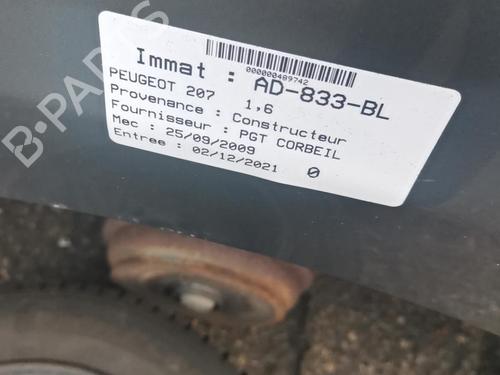 000000489742
Immat : AD-833-BL
PEUGEOT 207 1,6
Provenance : Constructeur
Fournisseur : PGT CORBEIL
Mec : 25/09/2009
Entree : 02/12/2021 0
B-PARTS